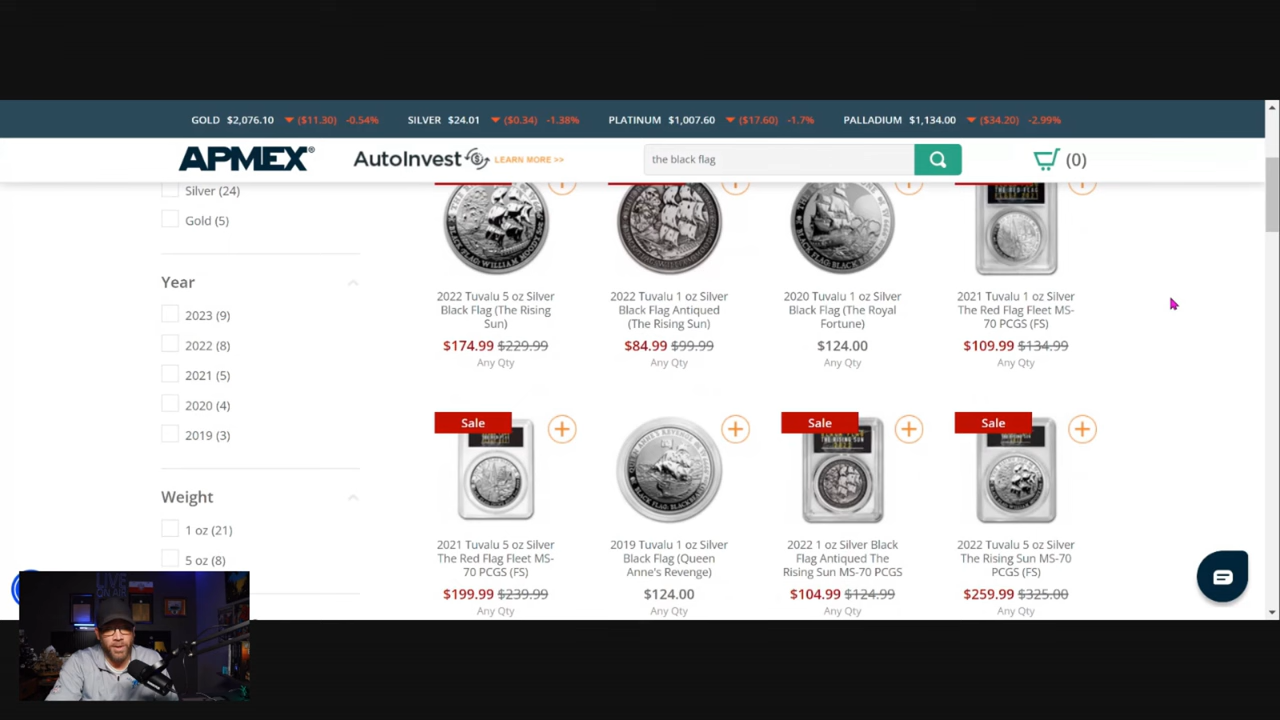 GOLD $2,076.10 ($11.30) -0.54% SILVER $24.01 ($0.34) -1.38% PLATINUM $1,007.60 ($17.60) -1.7% PALLADIUM $1,134.00 ($34.20) -2.99%
APMEX® AutoInvest LEARN MORE >> the black flag (0)
Silver (24)
Gold (5)
Year
2023 (9)
2022 (8)
2021 (5)
2020 (4)
2019 (3)
Weight
1 oz (21)
5 oz (8)
2022 Tuvalu 5 oz Silver
Black Flag (The Rising
Sun)
$174.99 $229.99
Any Qty
2022 Tuvalu 1 oz Silver
Black Flag Antiqued
(The Rising Sun)
$84.99 $99.99
Any Qty
2020 Tuvalu 1 oz Silver
Black Flag (The Royal
Fortune)
$124.00
Any Qty
2021 Tuvalu 1 oz Silver
The Red Flag Fleet MS-
70 PCGS (FS)
$109.99 $134.99
Any Qty
Sale
2021 Tuvalu 5 oz Silver
The Red Flag Fleet MS-
70 PCGS (FS)
$199.99 $239.99
Any Qty
2019 Tuvalu 1 oz Silver
Black Flag (Queen
Anne's Revenge)
$124.00
Any Qty
Sale
2022 1 oz Silver Black
Flag Antiqued The
Rising Sun MS-70 PCGS
$104.99 $124.99
Any Qty
Sale
2022 Tuvalu 5 oz Silver
The Rising Sun MS-70
PCGS (FS)
$259.99 $325.00
Any Qty